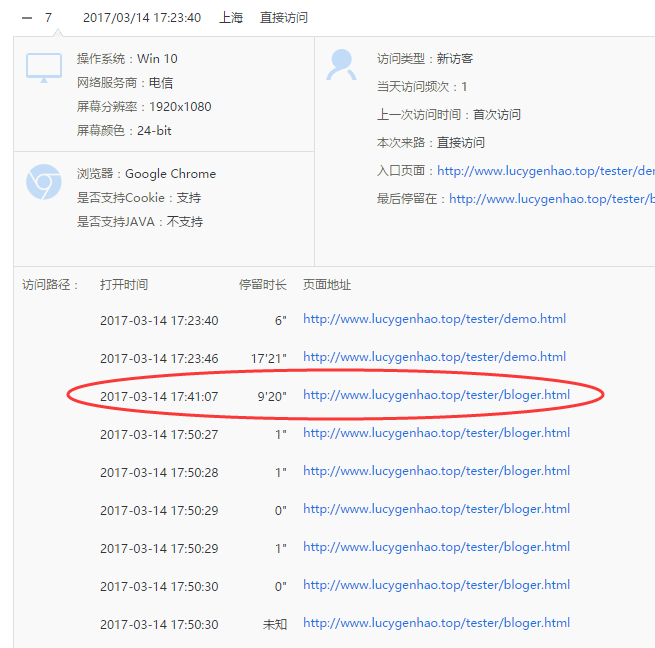 7 2017/03/14 17:23:40 上海 直接访问
操作系统：Win 10
网络服务商：电信
屏幕分辨率：1920x1080
屏幕颜色：24-bit
浏览器：Google Chrome
是否支持Cookie：支持
是否支持JAVA：不支持
访问类型：新访客
当天访问频次：1
上一次访问时间：首次访问
本次来路：直接访问
入口页面：http://www.lucygenhao.top/tester/der
最后停留在：http://www.lucygenhao.top/tester/b
访问路径： 打开时间 停留时长 页面地址
2017-03-14 17:23:40 6" http://www.lucygenhao.top/tester/demo.html
2017-03-14 17:23:46 17'21" http://www.lucygenhao.top/tester/demo.html
2017-03-14 17:41:07 9'20" http://www.lucygenhao.top/tester/bloger.html
2017-03-14 17:50:27 1" http://www.lucygenhao.top/tester/bloger.html
2017-03-14 17:50:28 1" http://www.lucygenhao.top/tester/bloger.html
2017-03-14 17:50:29 0" http://www.lucygenhao.top/tester/bloger.html
2017-03-14 17:50:29 1" http://www.lucygenhao.top/tester/bloger.html
2017-03-14 17:50:30 0" http://www.lucygenhao.top/tester/bloger.html
2017-03-14 17:50:30 未知 http://www.lucygenhao.top/tester/bloger.html